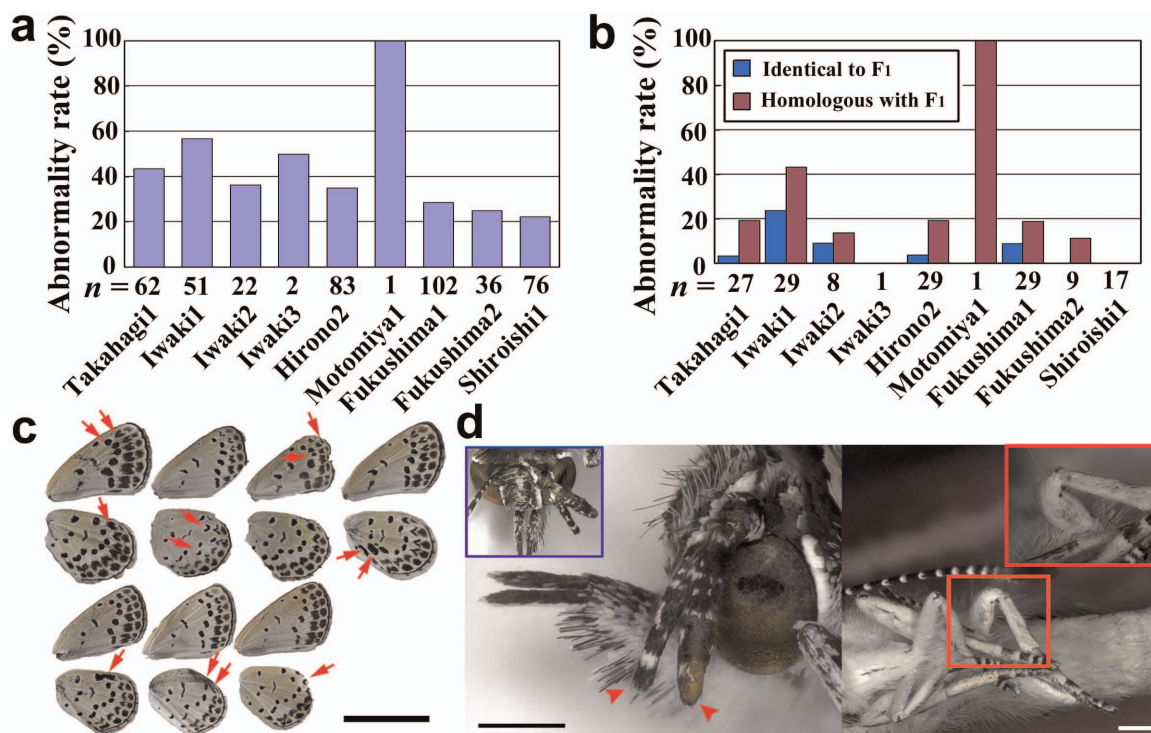 a
Abnormality rate (%)
100
80
60
40
20
0
n = 62 51 22 2 83 1 102 36 76
Takahagi1
Iwaki1
Iwaki2
Iwaki3
Hirono2
Motomiya1
Fukushima1
Fukushima2
Shiroishi1
b
Abnormality rate (%)
100
80
60
40
20
0
Identical to F1
Homologous with F1
n = 27 29 8 1 29 1 29 9 17
Takahagi1
Iwaki1
Iwaki2
Iwaki3
Hirono2
Motomiya1
Fukushima1
Fukushima2
Shiroishi1
c
d